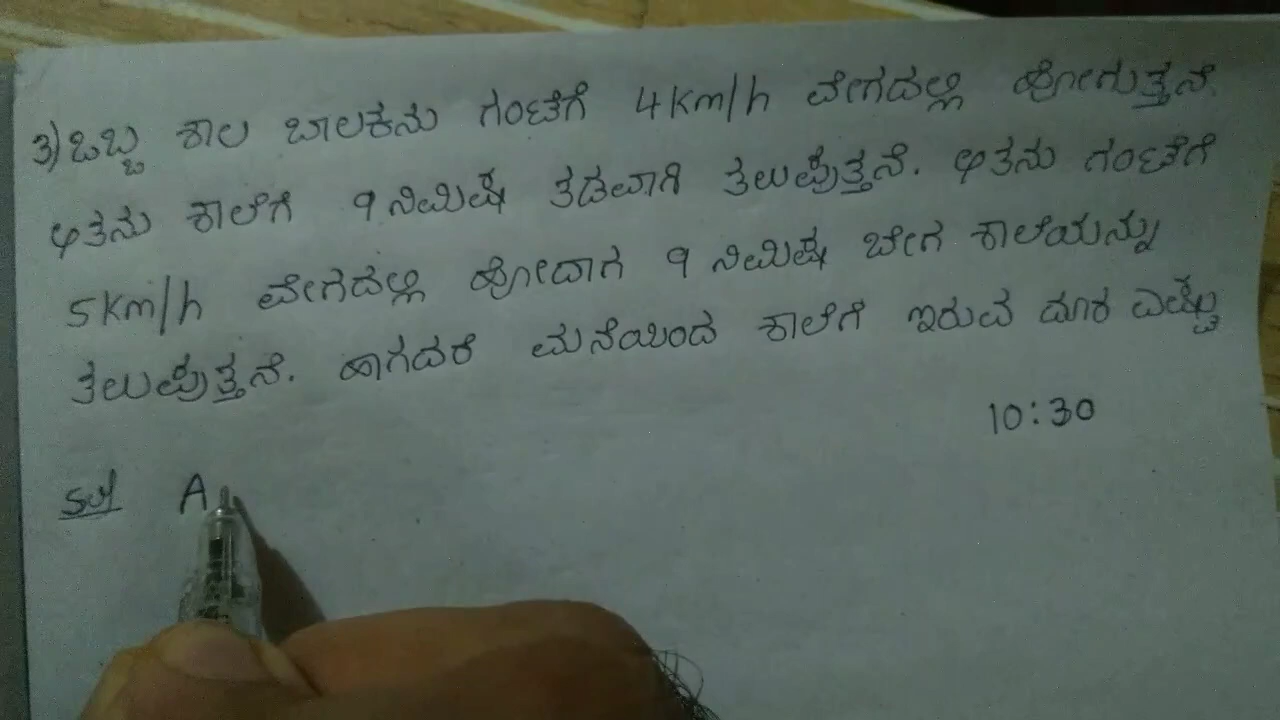 3) ಒಬ್ಬ ಶಾಲ ಬಾಲಕನು ಗಂಟೆಗೆ 4km/h ವೇಗದಲ್ಲಿ ಹೋಗುತ್ತನೆ.
ಆತನು ಶಾಲೆಗೆ 9 ನಿಮಿಷ ತಡವಾಗಿ ತಲುಪುತ್ತನೆ. ಆತನು ಗಂಟೆಗೆ
5km/h ವೇಗದಲ್ಲಿ ಹೋದಾಗ 9 ನಿಮಿಷ ಬೇಗ ಶಾಲೆಯನ್ನು
ತಲುಪುತ್ತನೆ. ಹಾಗದರೆ ಮನೆಯಿಂದ ಶಾಲೆಗೆ ಇರುವ ದೂರ ಎಷ್ಟು
10:30
Sol A